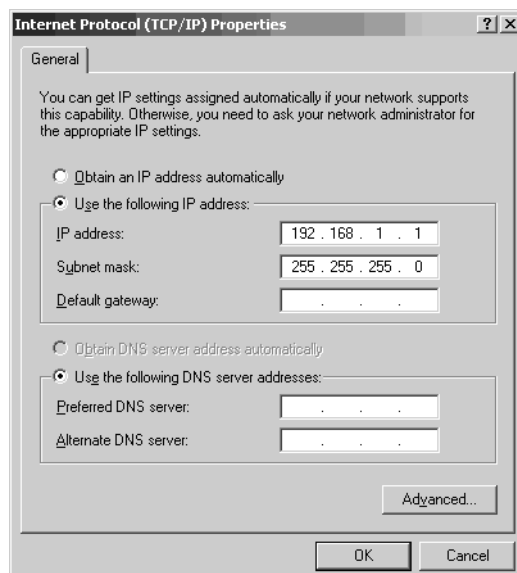 Internet Protocol (TCP/IP) Properties
General
You can get IP settings assigned automatically if your network supports
this capability. Otherwise, you need to ask your network administrator for
the appropriate IP settings.
Obtain an IP address automatically
Use the following IP address:
IP address: 192 . 168 . 1 . 1
Subnet mask: 255 . 255 . 255 . 0
Default gateway: . . .
Obtain DNS server address automatically
Use the following DNS server addresses:
Preferred DNS server: . . .
Alternate DNS server: . . .
Advanced...
OK Cancel